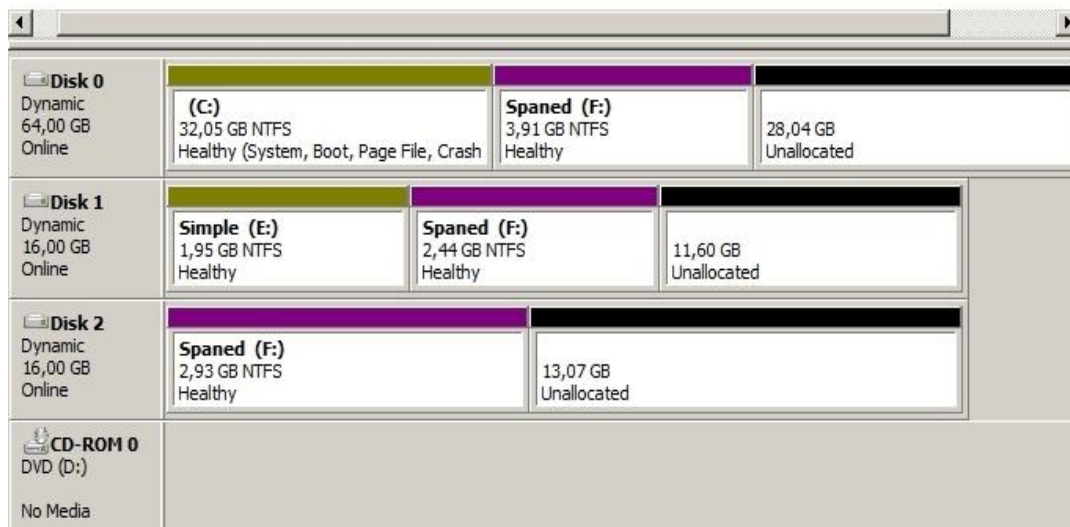 Disk 0
Dynamic
64,00 GB
Online
(C:)
32,05 GB NTFS
Healthy (System, Boot, Page File, Crash
Spaned (F:)
3,91 GB NTFS
Healthy
28,04 GB
Unallocated
Disk 1
Dynamic
16,00 GB
Online
Simple (E:)
1,95 GB NTFS
Healthy
Spaned (F:)
2,44 GB NTFS
Healthy
11,60 GB
Unallocated
Disk 2
Dynamic
16,00 GB
Online
Spaned (F:)
2,93 GB NTFS
Healthy
13,07 GB
Unallocated
CD-ROM 0
DVD (D:)
No Media